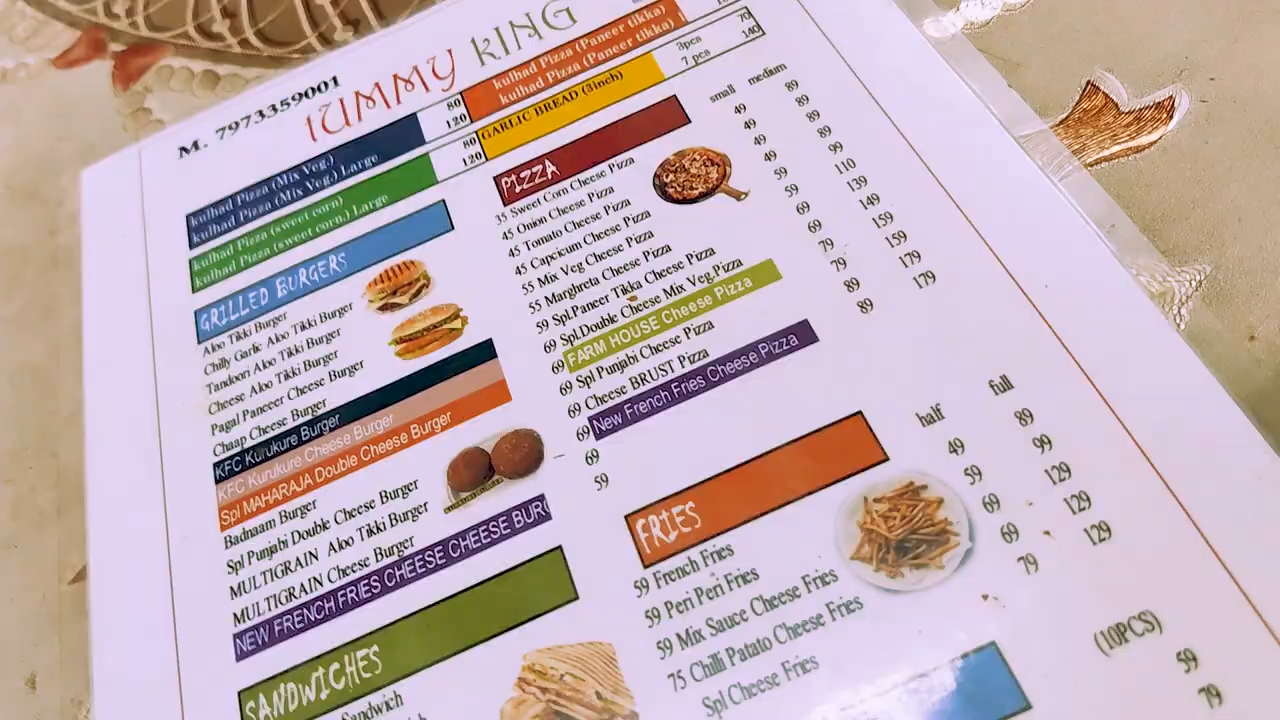 M. 7973359001
TUMMY KING
kulhad Pizza (Mix Veg.) 80
kulhad Pizza (Mix Veg.) Large 120
kulhad Pizza (sweet corn) 80
kulhad Pizza (sweet corn.) Large 120
kulhad Pizza (Paneer tikka)
kulhad Pizza (Paneer tikka)
GARLIC BREAD (3inch)
3pcs 70
7 pcs 140
GRILLED BURGERS
Aloo Tikki Burger 35
Chilly Garlic Aloo Tikki Burger 45
Tandoori Aloo Tikki Burger 45
Cheese Aloo Tikki Burger 45
Pagal Panceer Cheese Burger 55
Chaap Cheese Burger 55
KFC Kurukure Burger 59
KFC Kurukure Cheese Burger 69
Spl MAHARAJA Double Cheese Burger 69
Badnaam Burger 69
Spl Punjabi Double Cheese Burger 69
MULTIGRAIN Aloo Tikki Burger 69
MULTIGRAIN Cheese Burger 69
NEW FRENCH FRIES CHEESE CHEESE BURG 59
SANDWICHES
Sandwich
59
59
59
75
PIZZA
small medium
Sweet Corn Cheese Pizza 49 89
Onion Cheese Pizza 49 89
Tomato Cheese Pizza 49 89
Capcicum Cheese Pizza 49 89
Mix Veg Cheese Pizza 59 99
Marghreta Cheese Pizza 59 110
Spl.Paneer Tikka Cheese Pizza 69 139
Spl.Double Cheese Mix Veg.Pizza 69 149
FARM HOUSE Cheese Pizza 79 159
Spl Punjabi Cheese Pizza 79 159
Cheese BRUST Pizza 89 179
New French Fries Cheese Pizza 89 179
FRIES
half full
French Fries 49 89
Peri Peri Fries 59 99
Mix Sauce Cheese Fries 69 129
Chilli Patato Cheese Fries 69 129
Spl Cheese Fries 79 129
(10PCS)
59
79